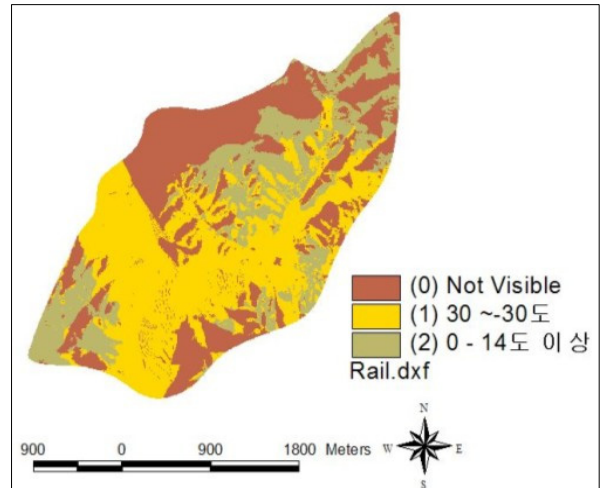 (0) Not Visible
(1) 30 ~-30도
(2) 0 - 14도 이상
Rail.dxf
N
W E
S
900 0 900 1800 Meters